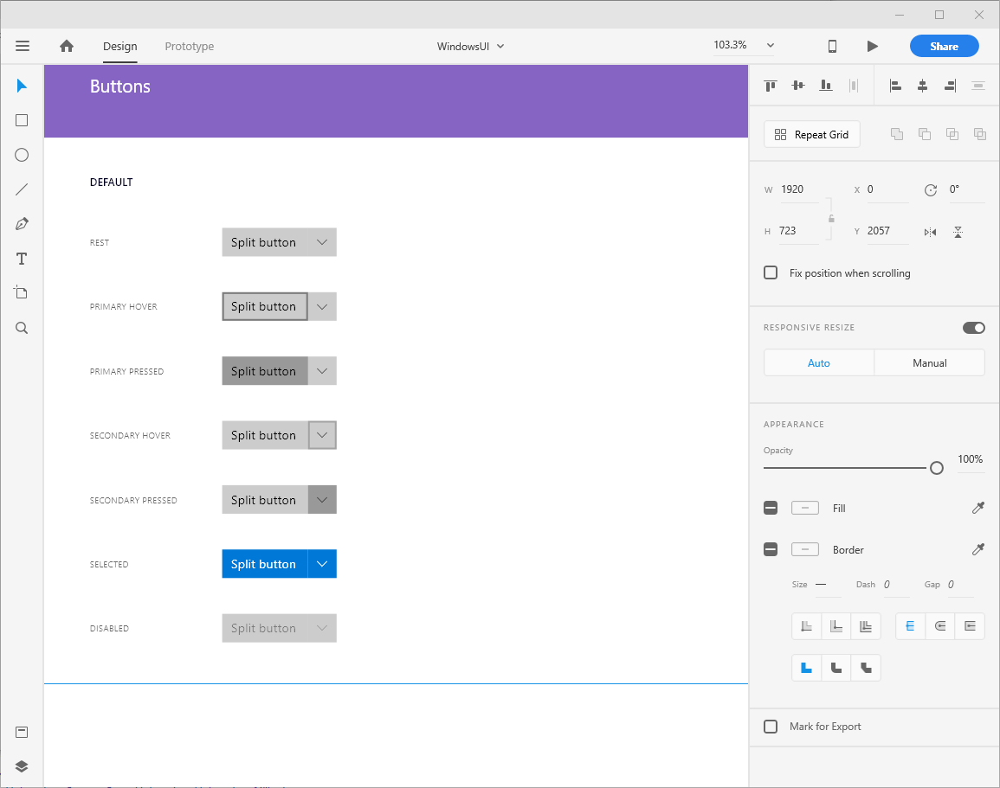 Design Prototype WindowsUI 103.3% Share
Buttons
DEFAULT
REST Split button
PRIMARY HOVER Split button
PRIMARY PRESSED Split button
SECONDARY HOVER Split button
SECONDARY PRESSED Split button
SELECTED Split button
DISABLED Split button
Repeat Grid
W 1920 X 0 0°
H 723 Y 2057
Fix position when scrolling
RESPONSIVE RESIZE
Auto Manual
APPEARANCE
Opacity
100%
Fill
Border
Size — Dash 0 Gap 0
Mark for Export